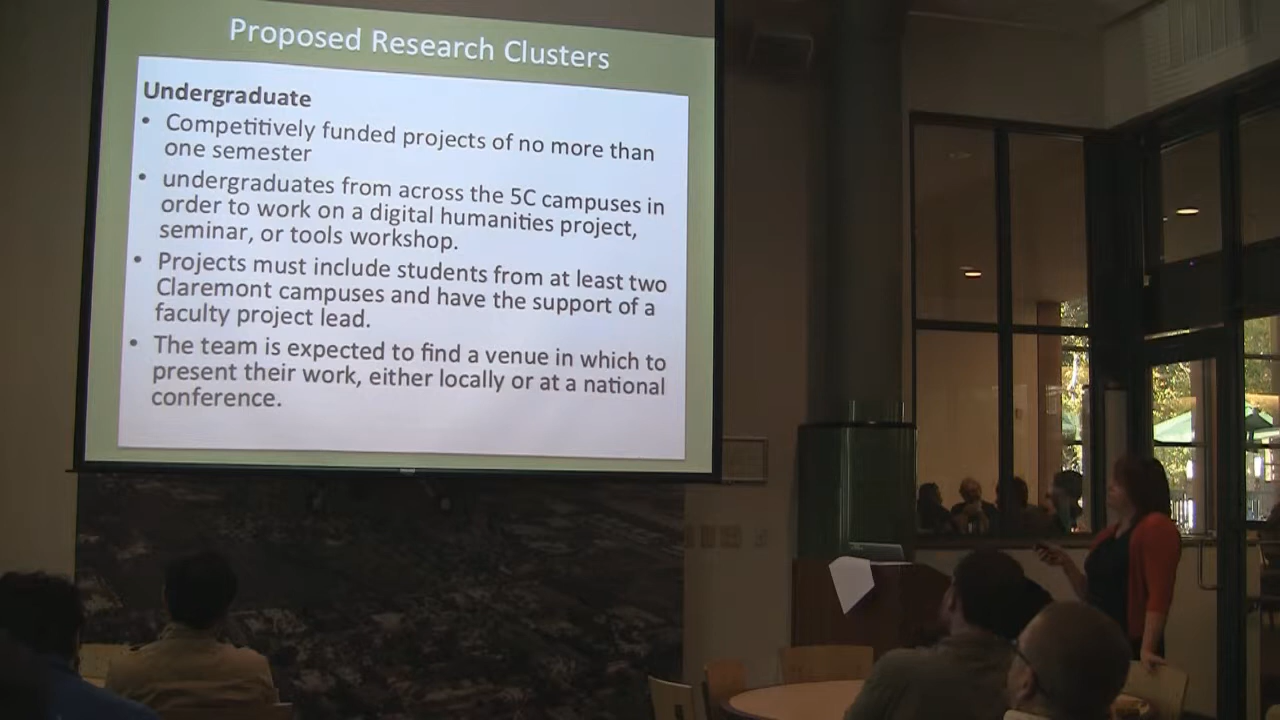 Proposed Research Clusters
Undergraduate
• Competitively funded projects of no more than
one semester
• undergraduates from across the 5C campuses in
order to work on a digital humanities project,
seminar, or tools workshop.
• Projects must include students from at least two
Claremont campuses and have the support of a
faculty project lead.
• The team is expected to find a venue in which to
present their work, either locally or at a national
conference.